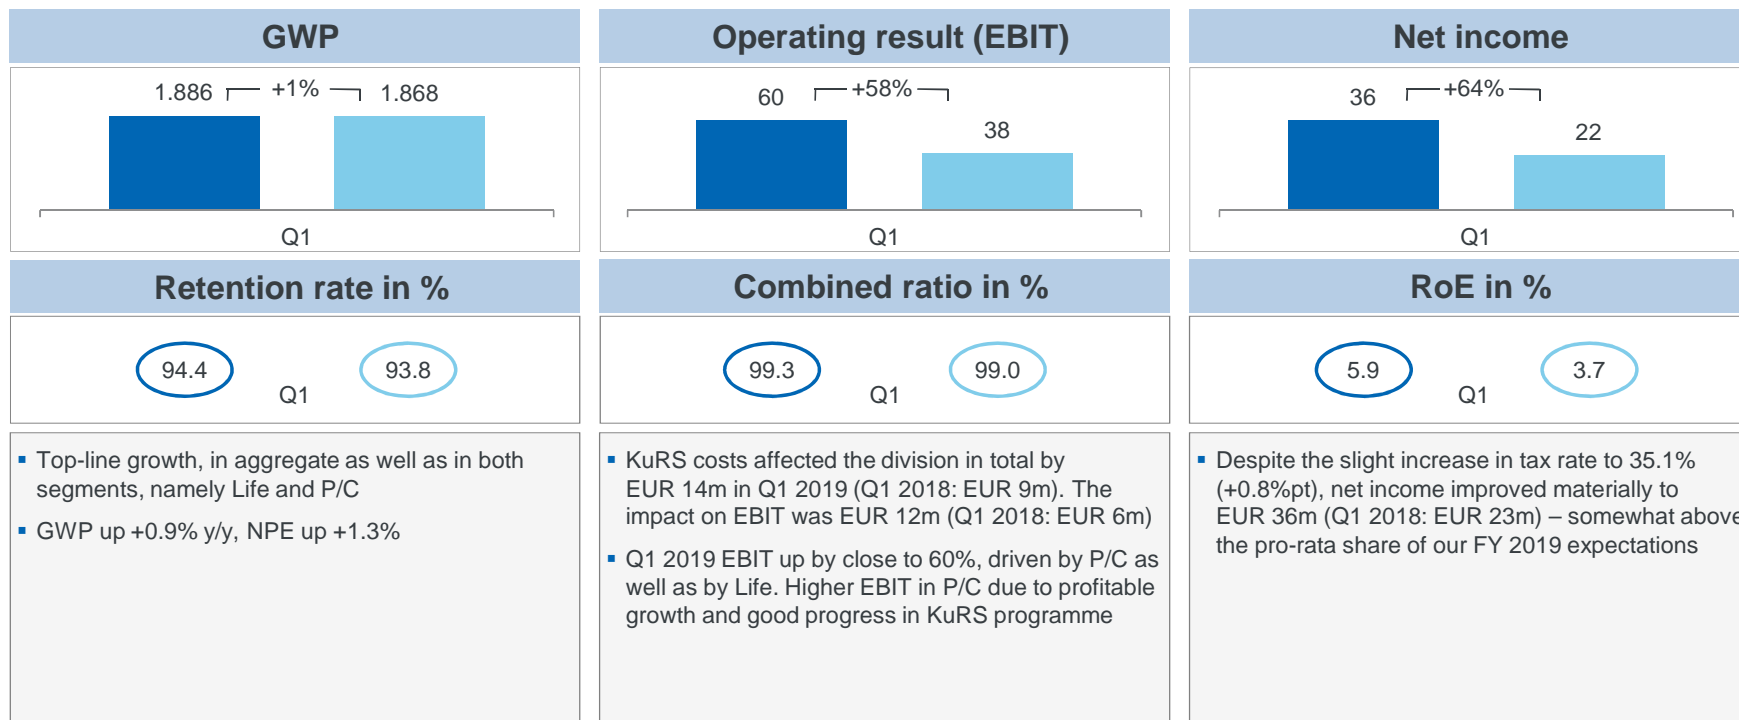 GWP
1.886
+1%
1.868
Q1
Operating result (EBIT)
60
+58%
38
Q1
Net income
36
+64%
22
Q1
Retention rate in %
94.4
93.8
Q1
Combined ratio in %
99.3
99.0
Q1
RoE in %
5.9
3.7
Q1
▪ Top-line growth, in aggregate as well as in both
segments, namely Life and P/C
▪ GWP up +0.9% y/y, NPE up +1.3%
▪ KuRS costs affected the division in total by
EUR 14m in Q1 2019 (Q1 2018: EUR 9m). The
impact on EBIT was EUR 12m (Q1 2018: EUR 6m)
▪ Q1 2019 EBIT up by close to 60%, driven by P/C as
well as by Life. Higher EBIT in P/C due to profitable
growth and good progress in KuRS programme
▪ Despite the slight increase in tax rate to 35.1%
(+0.8%pt), net income improved materially to
EUR 36m (Q1 2018: EUR 23m) – somewhat above
the pro-rata share of our FY 2019 expectations